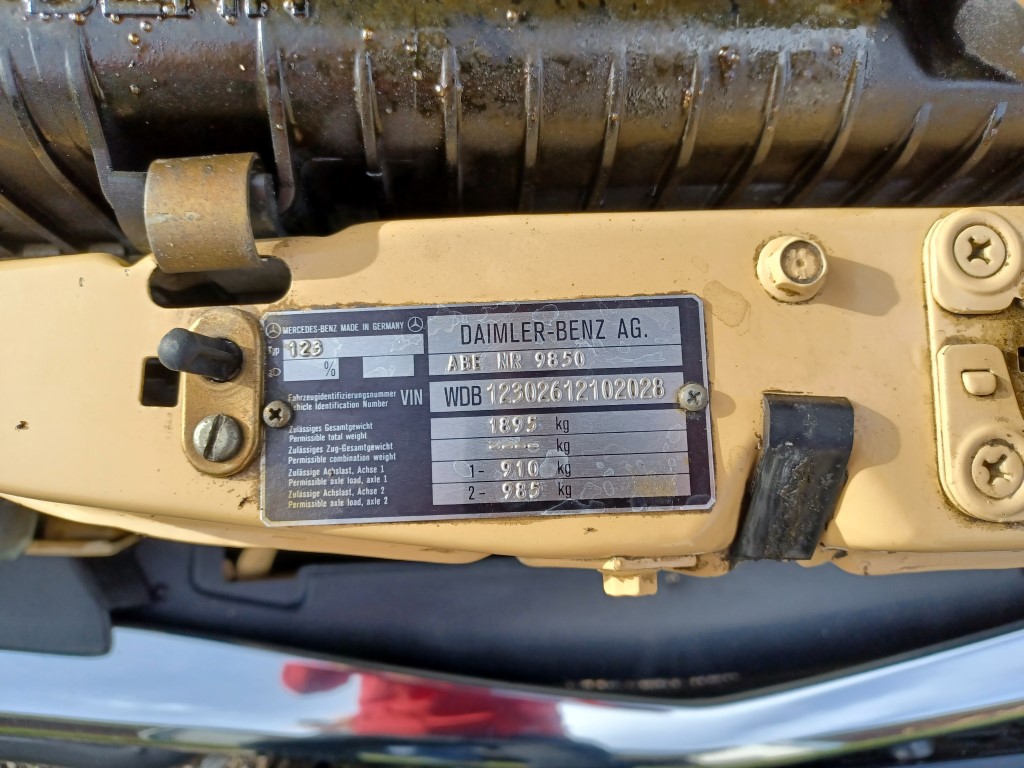 MERCEDES-BENZ MADE IN GERMANY
Typ 123
%
DAIMLER-BENZ AG.
ABE NR 9850
Fahrzeugidentifizierungsnummer
Vehicle Identification Number
VIN
WDB 12302612102028
Zulässiges Gesamtgewicht
Permissible total weight
1895 kg
Zulässiges Zug-Gesamtgewicht
Permissible combination weight
kg
Zulässige Achslast, Achse 1
Permissible axle load, axle 1
1- 910 kg
Zulässige Achslast, Achse 2
Permissible axle load, axle 2
2- 985 kg